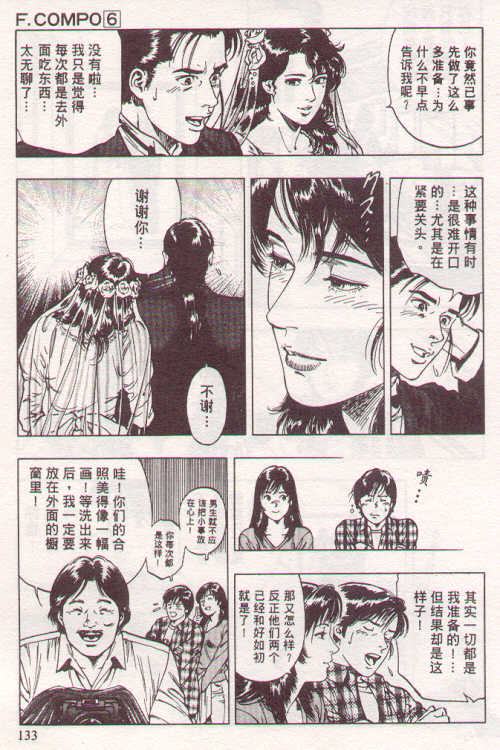 F.COMPO 6
你竟然已事
先做了这么
多准备…为
什么不早点
告诉我呢？
没有啦…
我只是觉得
每次都是去外
面吃东西…
太无聊了…
这种事情有时
…是很难开口
的…尤其是在
紧要关头。
クス…
谢谢
你…
不谢…
啧…
男生就不应
该把小事放
在心上！
你每次都
是这样！
哇！你们的合
照美得像一幅
画！等洗出来
后，我一定要
放在外面的橱
窗里！
其实一切都是
我准备的！…
但结果却是这
样子！
那又怎么样？
反正他们两个
已经和好如初
就是了！
133